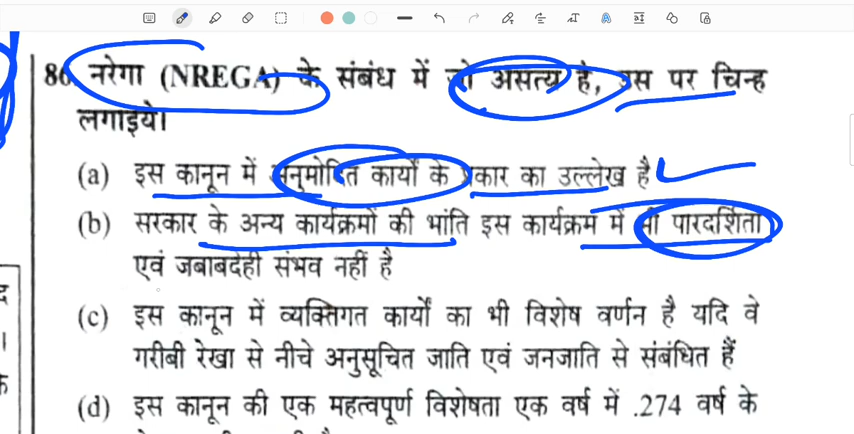 86. नरेगा (NREGA) के संबंध में जो असत्य है, उस पर चिन्ह
लगाइये।
(a) इस कानून में अनुमोदित कार्यों के प्रकार का उल्लेख है
(b) सरकार के अन्य कार्यक्रमों की भांति इस कार्यक्रम में भी पारदर्शिता
एवं जबाबदेही संभव नहीं है
(c) इस कानून में व्यक्तिगत कार्यों का भी विशेष वर्णन है यदि वे
गरीबी रेखा से नीचे अनुसूचित जाति एवं जनजाति से संबंधित हैं
(d) इस कानून की एक महत्वपूर्ण विशेषता एक वर्ष में .274 वर्ष के